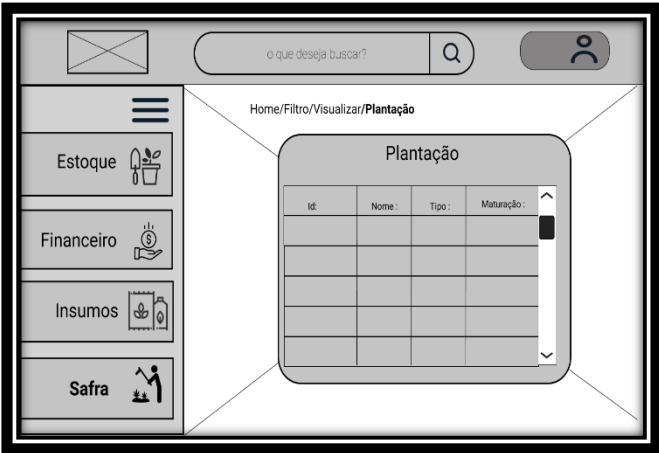 o que deseja buscar?
Home/Filtro/Visualizar/Plantação
Estoque
Financeiro
Insumos
Safra
Plantação
Id: Nome : Tipo : Maturação :